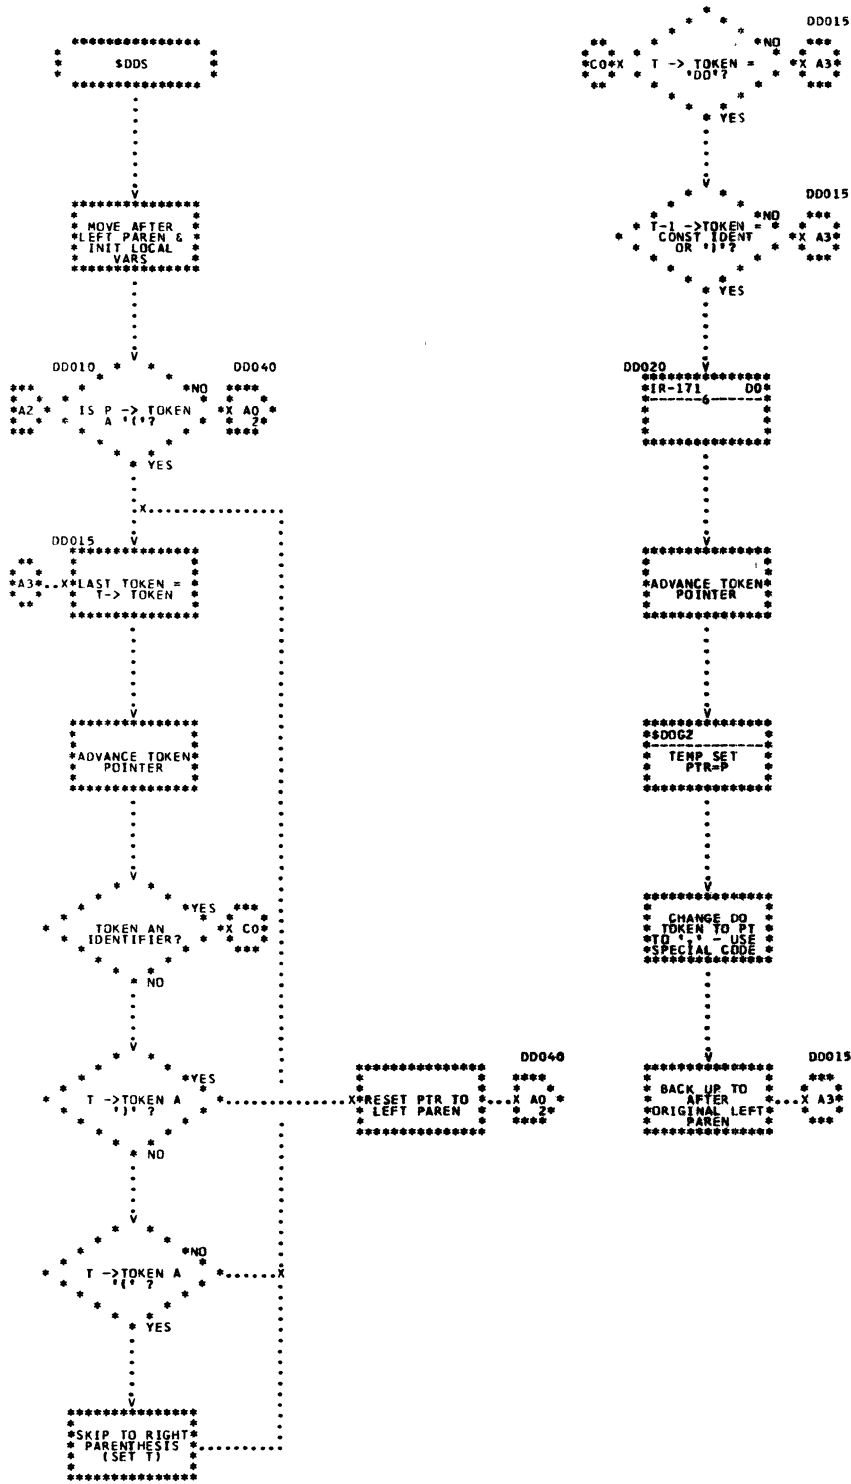 $DDS
MOVE AFTER
LEFT PAREN &
INIT LOCAL
VARS
DD010
DD040
A2
IS P -> TOKEN
A '('?
NO
X A0
2
YES
X
DD015
A3
X
LAST TOKEN =
T-> TOKEN
ADVANCE TOKEN
POINTER
TOKEN AN
IDENTIFIER?
YES
X C0
NO
T ->TOKEN A
')' ?
YES
X
RESET PTR TO
LEFT PAREN
DD040
X A0
2
NO
T ->TOKEN A
'(' ?
NO
X
YES
SKIP TO RIGHT
PARENTHESIS
(SET T)
DD015
C0
X
T -> TOKEN =
'DO'?
NO
X A3
YES
DD015
T-1 ->TOKEN =
CONST IDENT
OR ')'?
NO
X A3
YES
DD020
IR-171 DO
6
ADVANCE TOKEN
POINTER
$DOG2
TEMP SET
PTR=P
CHANGE DO
TOKEN TO PT
TO ',' - USE
SPECIAL CODE
BACK UP TO
AFTER
ORIGINAL LEFT
PAREN
DD015
X A3